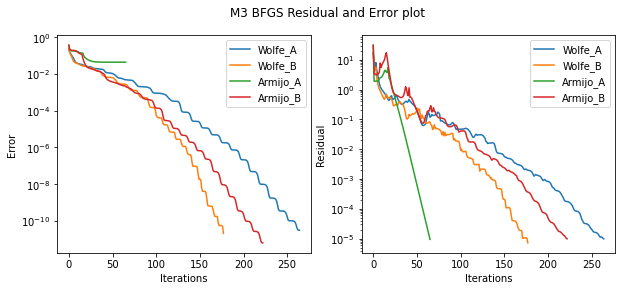 M3 BFGS Residual and Error plot
Error
10⁰
10⁻²
10⁻⁴
10⁻⁶
10⁻⁸
10⁻¹⁰
Wolfe_A
Wolfe_B
Armijo_A
Armijo_B
0 50 100 150 200 250
Iterations
Residual
10¹
10⁰
10⁻¹
10⁻²
10⁻³
10⁻⁴
10⁻⁵
Wolfe_A
Wolfe_B
Armijo_A
Armijo_B
0 50 100 150 200 250
Iterations